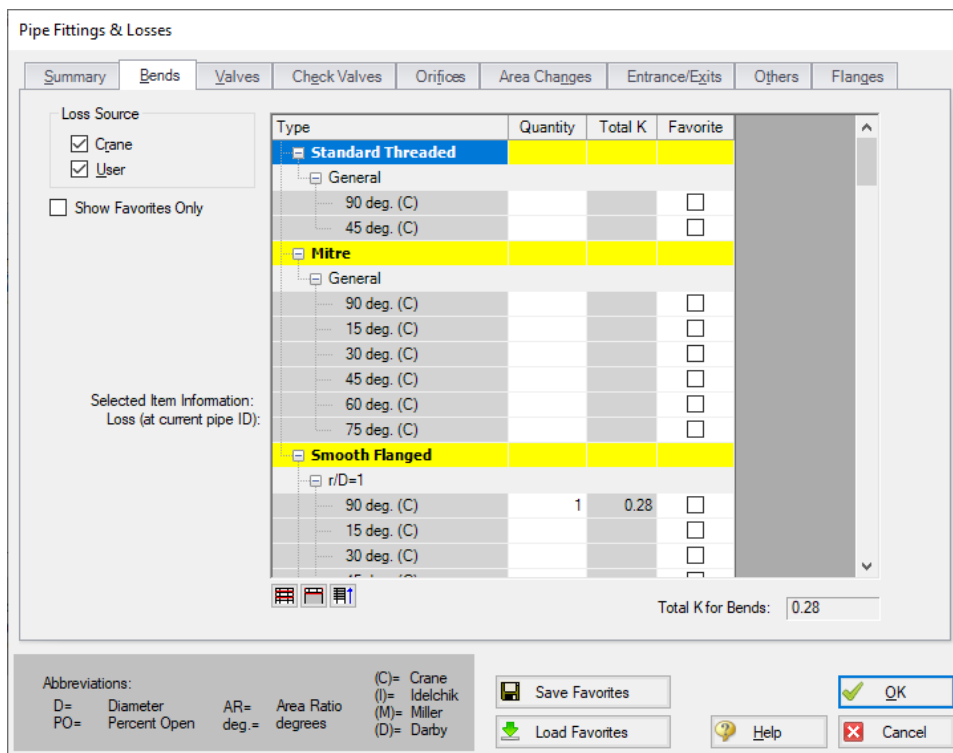 Pipe Fittings & Losses
Summary Bends Valves Check Valves Orifices Area Changes Entrance/Exits Others Flanges
Loss Source
Crane
User
Show Favorites Only
Selected Item Information:
Loss (at current pipe ID):
Type Quantity Total K Favorite
Standard Threaded
General
90 deg. (C)
45 deg. (C)
Mitre
General
90 deg. (C)
15 deg. (C)
30 deg. (C)
45 deg. (C)
60 deg. (C)
75 deg. (C)
Smooth Flanged
r/D=1
90 deg. (C) 1 0.28
15 deg. (C)
30 deg. (C)
Total K for Bends: 0.28
Abbreviations:
D= Diameter AR= Area Ratio
PO= Percent Open deg.= degrees
(C)= Crane
(I)= Idelchik
(M)= Miller
(D)= Darby
Save Favorites
Load Favorites
Help
OK
Cancel